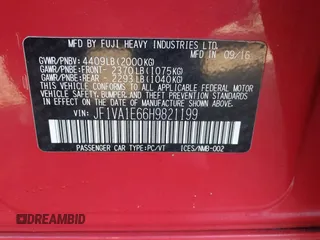 MFD BY FUJI HEAVY INDUSTRIES LTD.
GVWR/PNBV: 4409LB(2000KG) IN 09/16
GAWR/PNBE:FRONT- 2370LB(1075KG)
GAWR/PNBE:REAR - 2293LB(1040KG)
THIS VEHICLE CONFORMS TO ALL APPLICABLE
FEDERAL MOTOR VEHICLE SAFETY,
BUMPER,AND THEFT PREVENTION STANDARDS
IN EFFECT ON THE DATE OF MANUFACTURE
SHOWN ABOVE.
VIN: JF1VA1E66H9821199
PASSENGER CAR TYPE:PC/VT ICES/NMB-002
DREAMBID